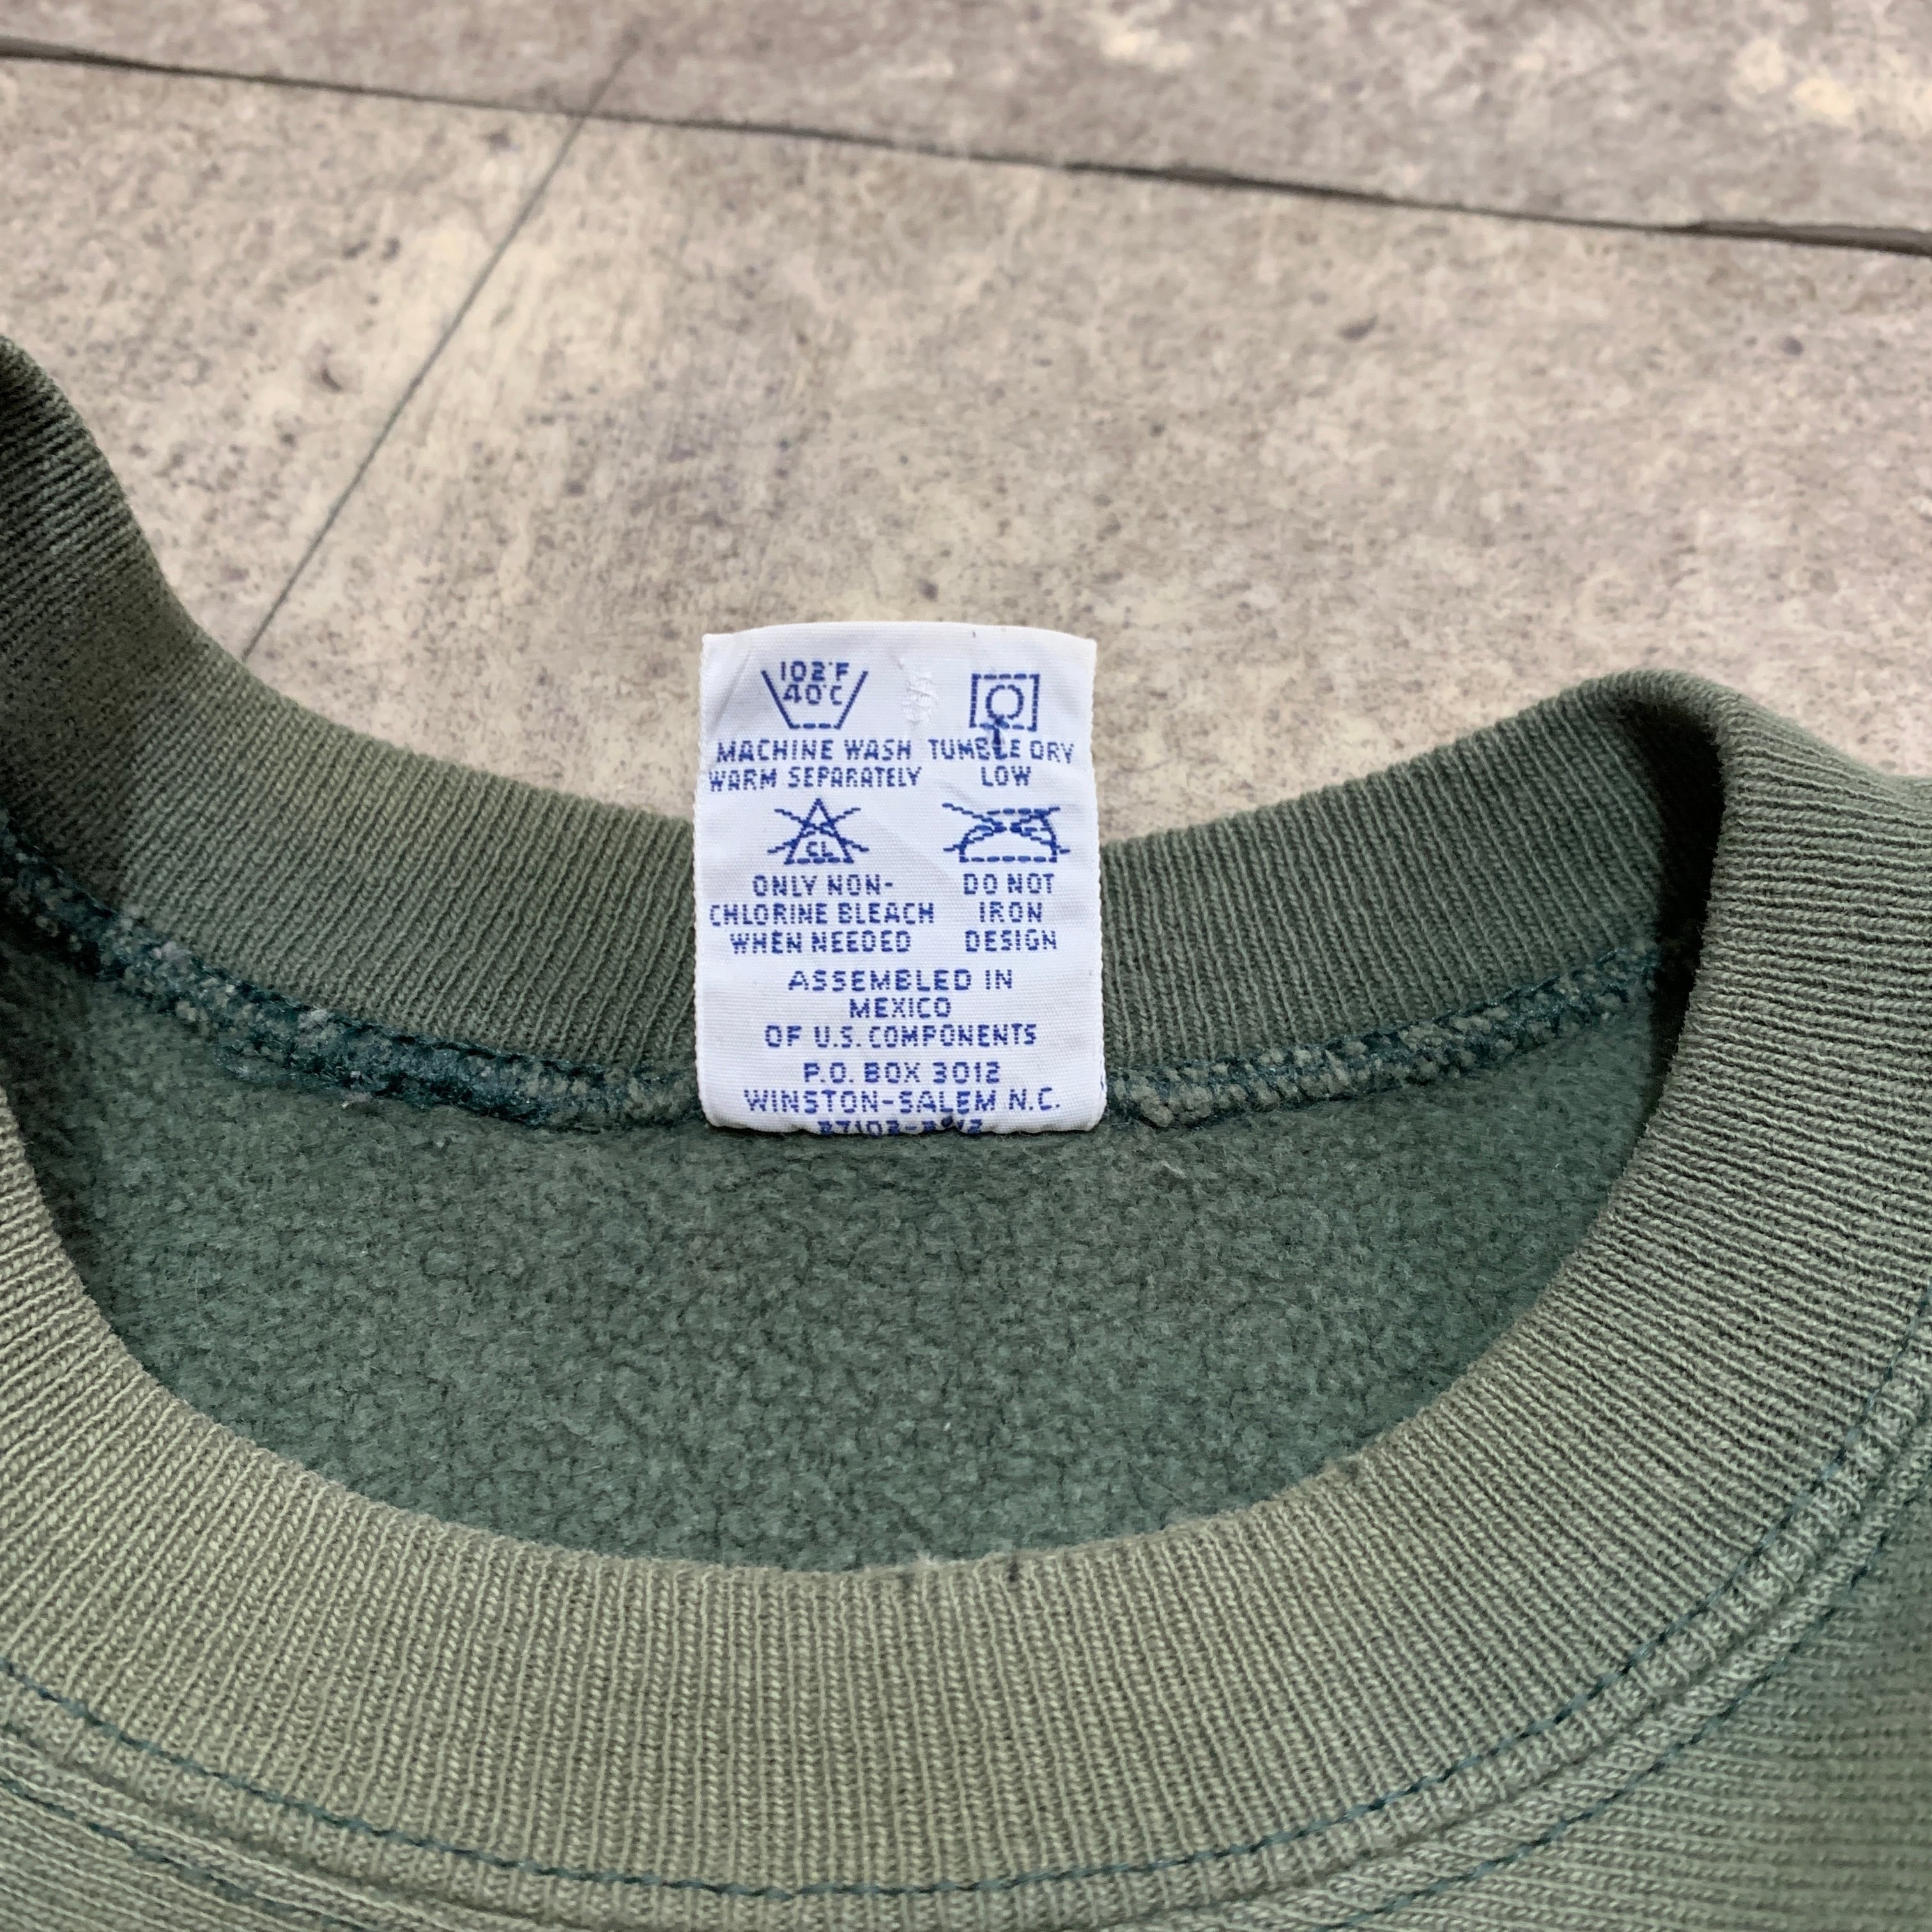 102°F
40°C
MACHINE WASH
WARM SEPARATELY
TUMBLE DRY
LOW
CL
ONLY NON-
CHLORINE BLEACH
WHEN NEEDED
DO NOT
IRON
DESIGN
ASSEMBLED IN
MEXICO
OF U.S. COMPONENTS
P.O. BOX 3012
WINSTON-SALEM N.C.